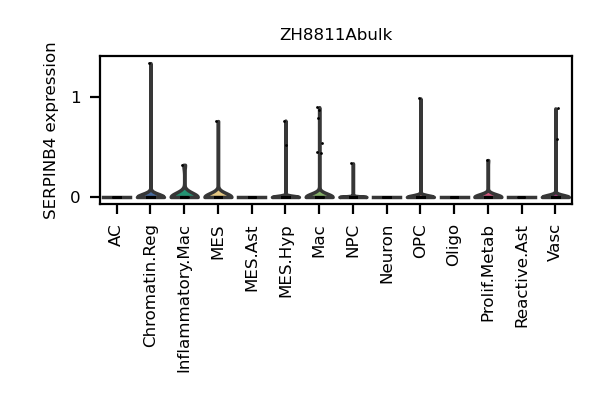 ZH8811Abulk
SERPINB4 expression
1
0
AC
Chromatin.Reg
Inflammatory.Mac
MES
MES.Ast
MES.Hyp
Mac
NPC
Neuron
OPC
Oligo
Prolif.Metab
Reactive.Ast
Vasc